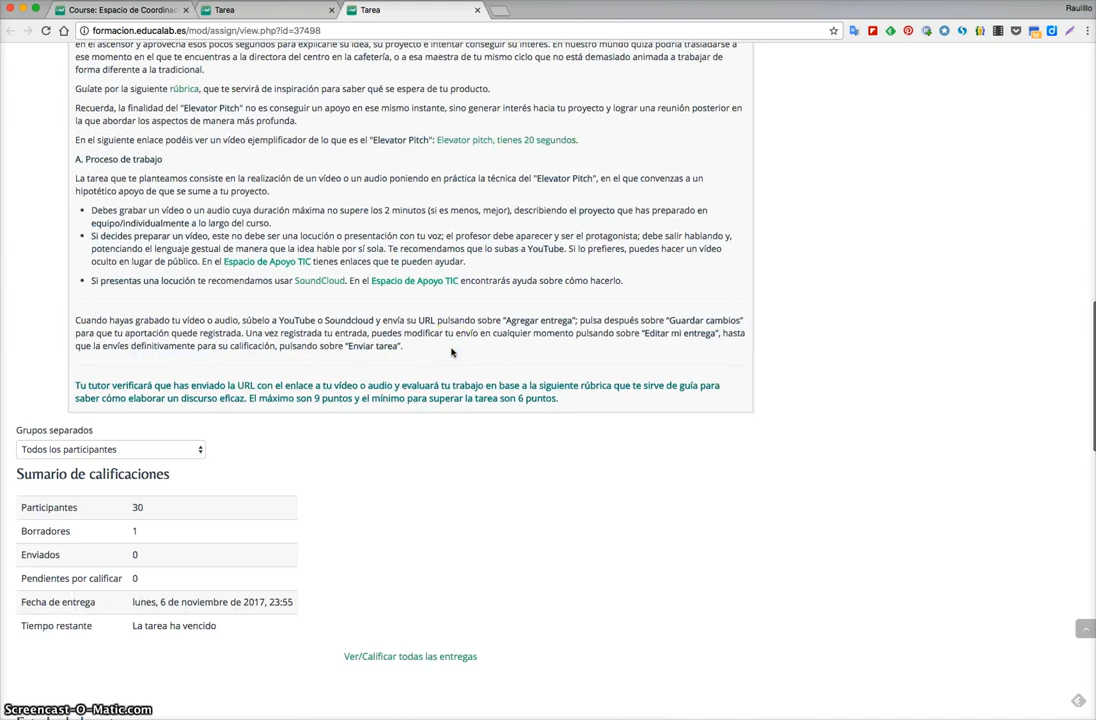 Course: Espacio de Coordinac
Tarea
Tarea
Raulillo
formacion.educalab.es/mod/assign/view.php?id=37498
en el ascensor y aprovecha esos pocos segundos para explicarle su idea, su proyecto e intentar conseguir su interés. En nuestro mundo quizá podría trasladarse a
ese momento en el que te encuentras a la directora del centro en la cafetería, o a esa maestra de tu mismo ciclo que no está demasiado animada a trabajar de
forma diferente a la tradicional.
Guíate por la siguiente rúbrica, que te servirá de inspiración para saber qué se espera de tu producto.
Recuerda, la finalidad del "Elevator Pitch" no es conseguir un apoyo en ese mismo instante, sino generar interés hacia tu proyecto y lograr una reunión posterior en
la que abordar los aspectos de manera más profunda.
En el siguiente enlace podéis ver un vídeo ejemplificador de lo que es el "Elevator Pitch": Elevator pitch, tienes 20 segundos.
A. Proceso de trabajo
La tarea que te planteamos consiste en la realización de un vídeo o un audio poniendo en práctica la técnica del "Elevator Pitch", en el que convenzas a un
hipotético apoyo de que se sume a tu proyecto.
• Debes grabar un vídeo o un audio cuya duración máxima no supere los 2 minutos (si es menos, mejor), describiendo el proyecto que has preparado en
equipo/individualmente a lo largo del curso.
• Si decides preparar un vídeo, este no debe ser una locución o presentación con tu voz; el profesor debe aparecer y ser el protagonista; debe salir hablando y,
potenciando el lenguaje gestual de manera que la idea hable por sí sola. Te recomendamos que lo subas a YouTube. Si lo prefieres, puedes hacer un vídeo
oculto en lugar de público. En el Espacio de Apoyo TIC tienes enlaces que te pueden ayudar.
• Si presentas una locución te recomendamos usar SoundCloud. En el Espacio de Apoyo TIC encontrarás ayuda sobre cómo hacerlo.
Cuando hayas grabado tu vídeo o audio, súbelo a YouTube o Soundcloud y envía su URL pulsando sobre "Agregar entrega"; pulsa después sobre "Guardar cambios"
para que tu aportación quede registrada. Una vez registrada tu entrada, puedes modificar tu envío en cualquier momento pulsando sobre "Editar mi entrega", hasta
que la envíes definitivamente para su calificación, pulsando sobre "Enviar tarea".
Tu tutor verificará que has enviado la URL con el enlace a tu vídeo o audio y evaluará tu trabajo en base a la siguiente rúbrica que te sirve de guía para
saber cómo elaborar un discurso eficaz. El máximo son 9 puntos y el mínimo para superar la tarea son 6 puntos.
Grupos separados
Todos los participantes
Sumario de calificaciones
Participantes 30
Borradores 1
Enviados 0
Pendientes por calificar 0
Fecha de entrega lunes, 6 de noviembre de 2017, 23:55
Tiempo restante La tarea ha vencido
Ver/Calificar todas las entregas
Screencast-O-Matic.com